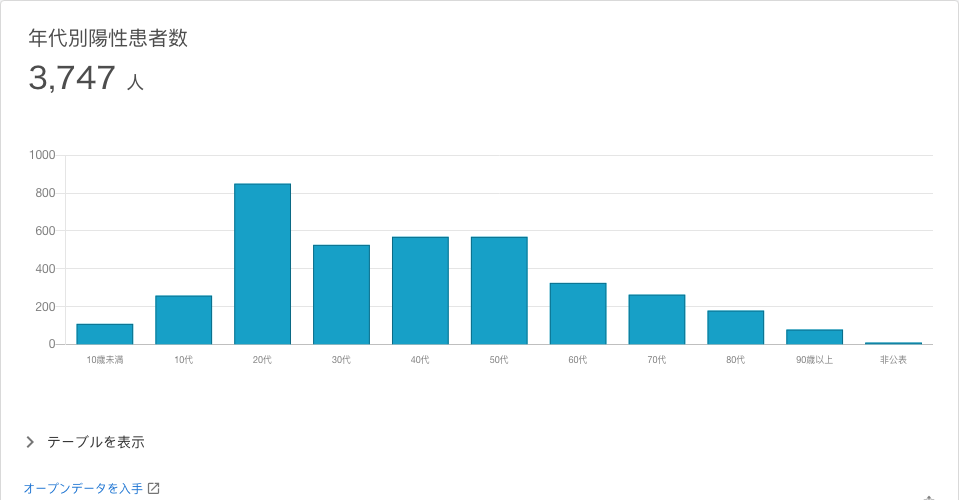 年代別陽性患者数
3,747 人
1000
800
600
400
200
0
10歳未満 10代 20代 30代 40代 50代 60代 70代 80代 90歳以上 非公表
テーブルを表示
オープンデータを入手